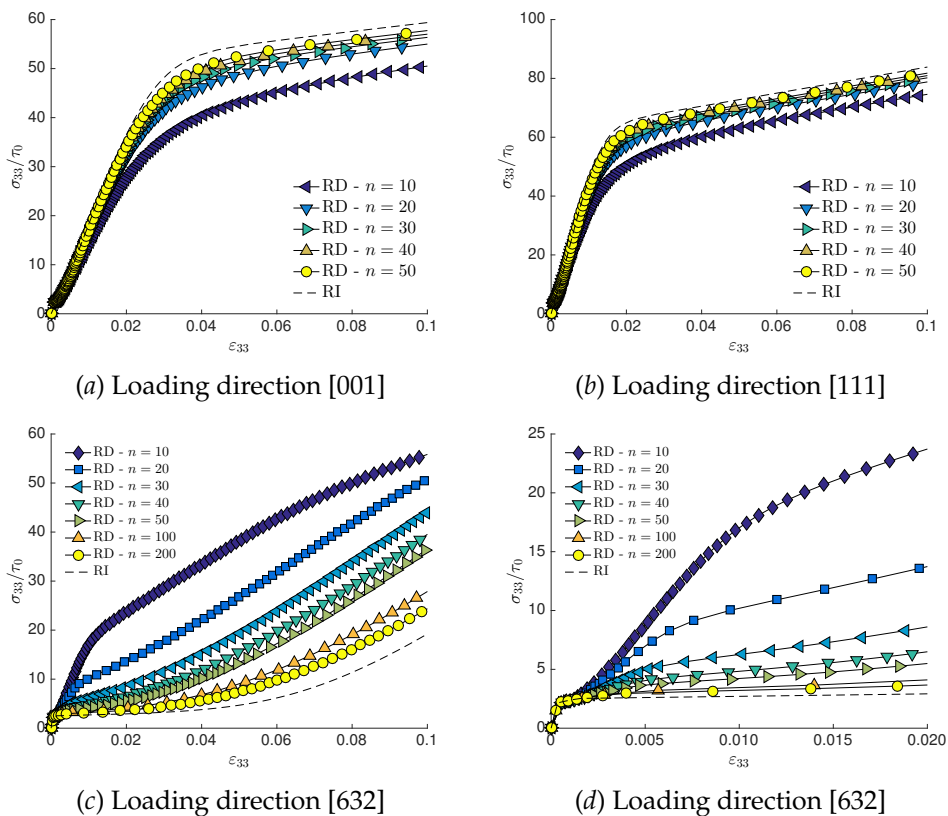 60
50
40
30
20
10
0
σ33/τ0
0 0.02 0.04 0.06 0.08 0.1
ε33
RD - n = 10
RD - n = 20
RD - n = 30
RD - n = 40
RD - n = 50
RI
(a) Loading direction [001]
100
80
60
40
20
0
σ33/τ0
0 0.02 0.04 0.06 0.08 0.1
ε33
RD - n = 10
RD - n = 20
RD - n = 30
RD - n = 40
RD - n = 50
RI
(b) Loading direction [111]
60
50
40
30
20
10
0
σ33/τ0
0 0.02 0.04 0.06 0.08 0.1
ε33
RD - n = 10
RD - n = 20
RD - n = 30
RD - n = 40
RD - n = 50
RD - n = 100
RD - n = 200
RI
(c) Loading direction [632]
25
20
15
10
5
0
σ33/τ0
0 0.005 0.010 0.015 0.020
ε33
RD - n = 10
RD - n = 20
RD - n = 30
RD - n = 40
RD - n = 50
RD - n = 100
RD - n = 200
RI
(d) Loading direction [632]